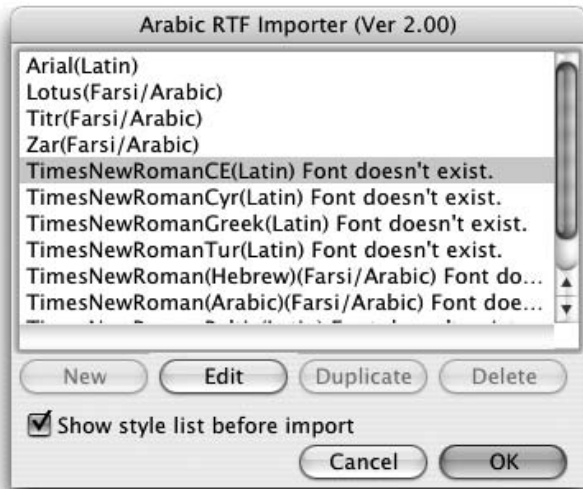 Arabic RTF Importer (Ver 2.00)
Arial(Latin)
Lotus(Farsi/Arabic)
Titr(Farsi/Arabic)
Zar(Farsi/Arabic)
TimesNewRomanCE(Latin) Font doesn't exist.
TimesNewRomanCyr(Latin) Font doesn't exist.
TimesNewRomanGreek(Latin) Font doesn't exist.
TimesNewRomanTur(Latin) Font doesn't exist.
TimesNewRoman(Hebrew)(Farsi/Arabic) Font do...
TimesNewRoman(Arabic)(Farsi/Arabic) Font doe...
New Edit Duplicate Delete
Show style list before import
Cancel OK